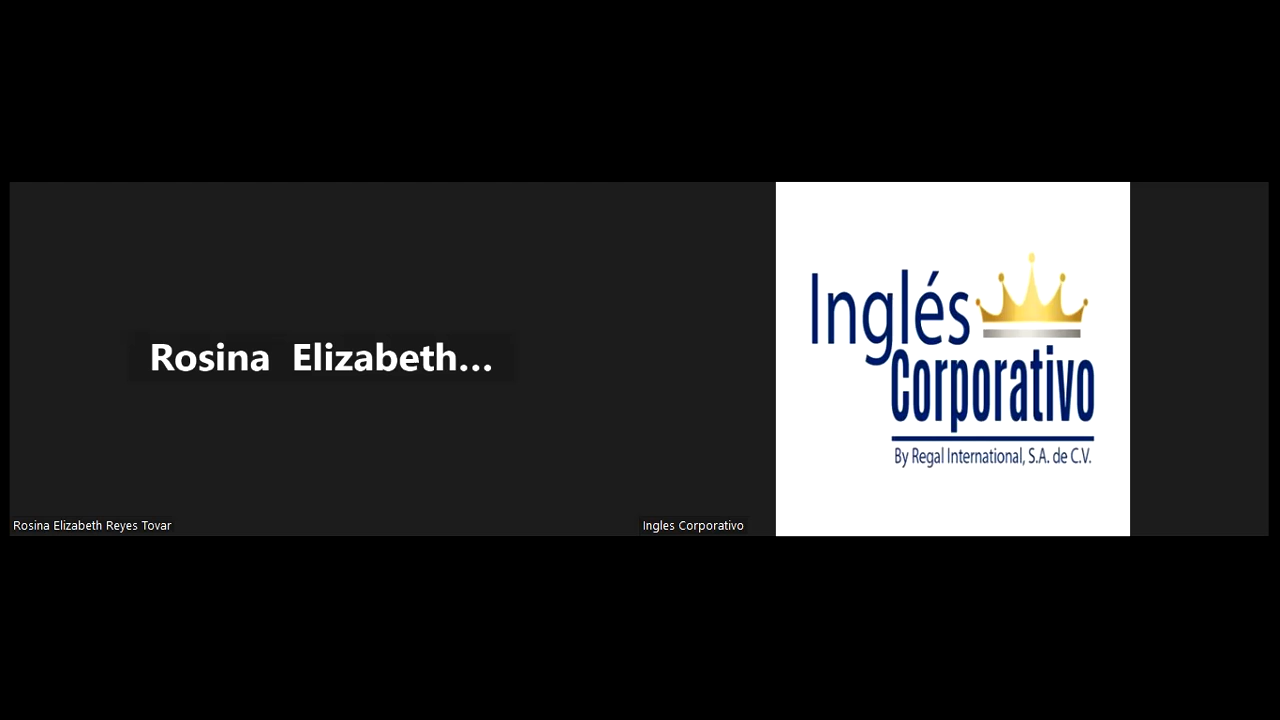 Rosina Elizabeth...
Rosina Elizabeth Reyes Tovar
Inglés
Corporativo
By Regal International, S.A. de C.V.
Ingles Corporativo